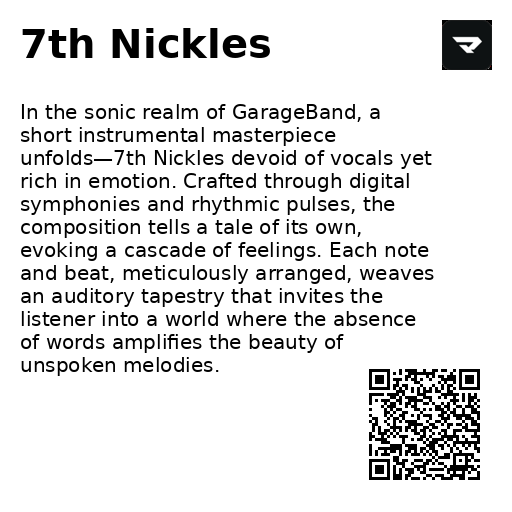 7th Nickles
In the sonic realm of GarageBand, a
short instrumental masterpiece
unfolds—7th Nickles devoid of vocals yet
rich in emotion. Crafted through digital
symphonies and rhythmic pulses, the
composition tells a tale of its own,
evoking a cascade of feelings. Each note
and beat, meticulously arranged, weaves
an auditory tapestry that invites the
listener into a world where the absence
of words amplifies the beauty of
unspoken melodies.